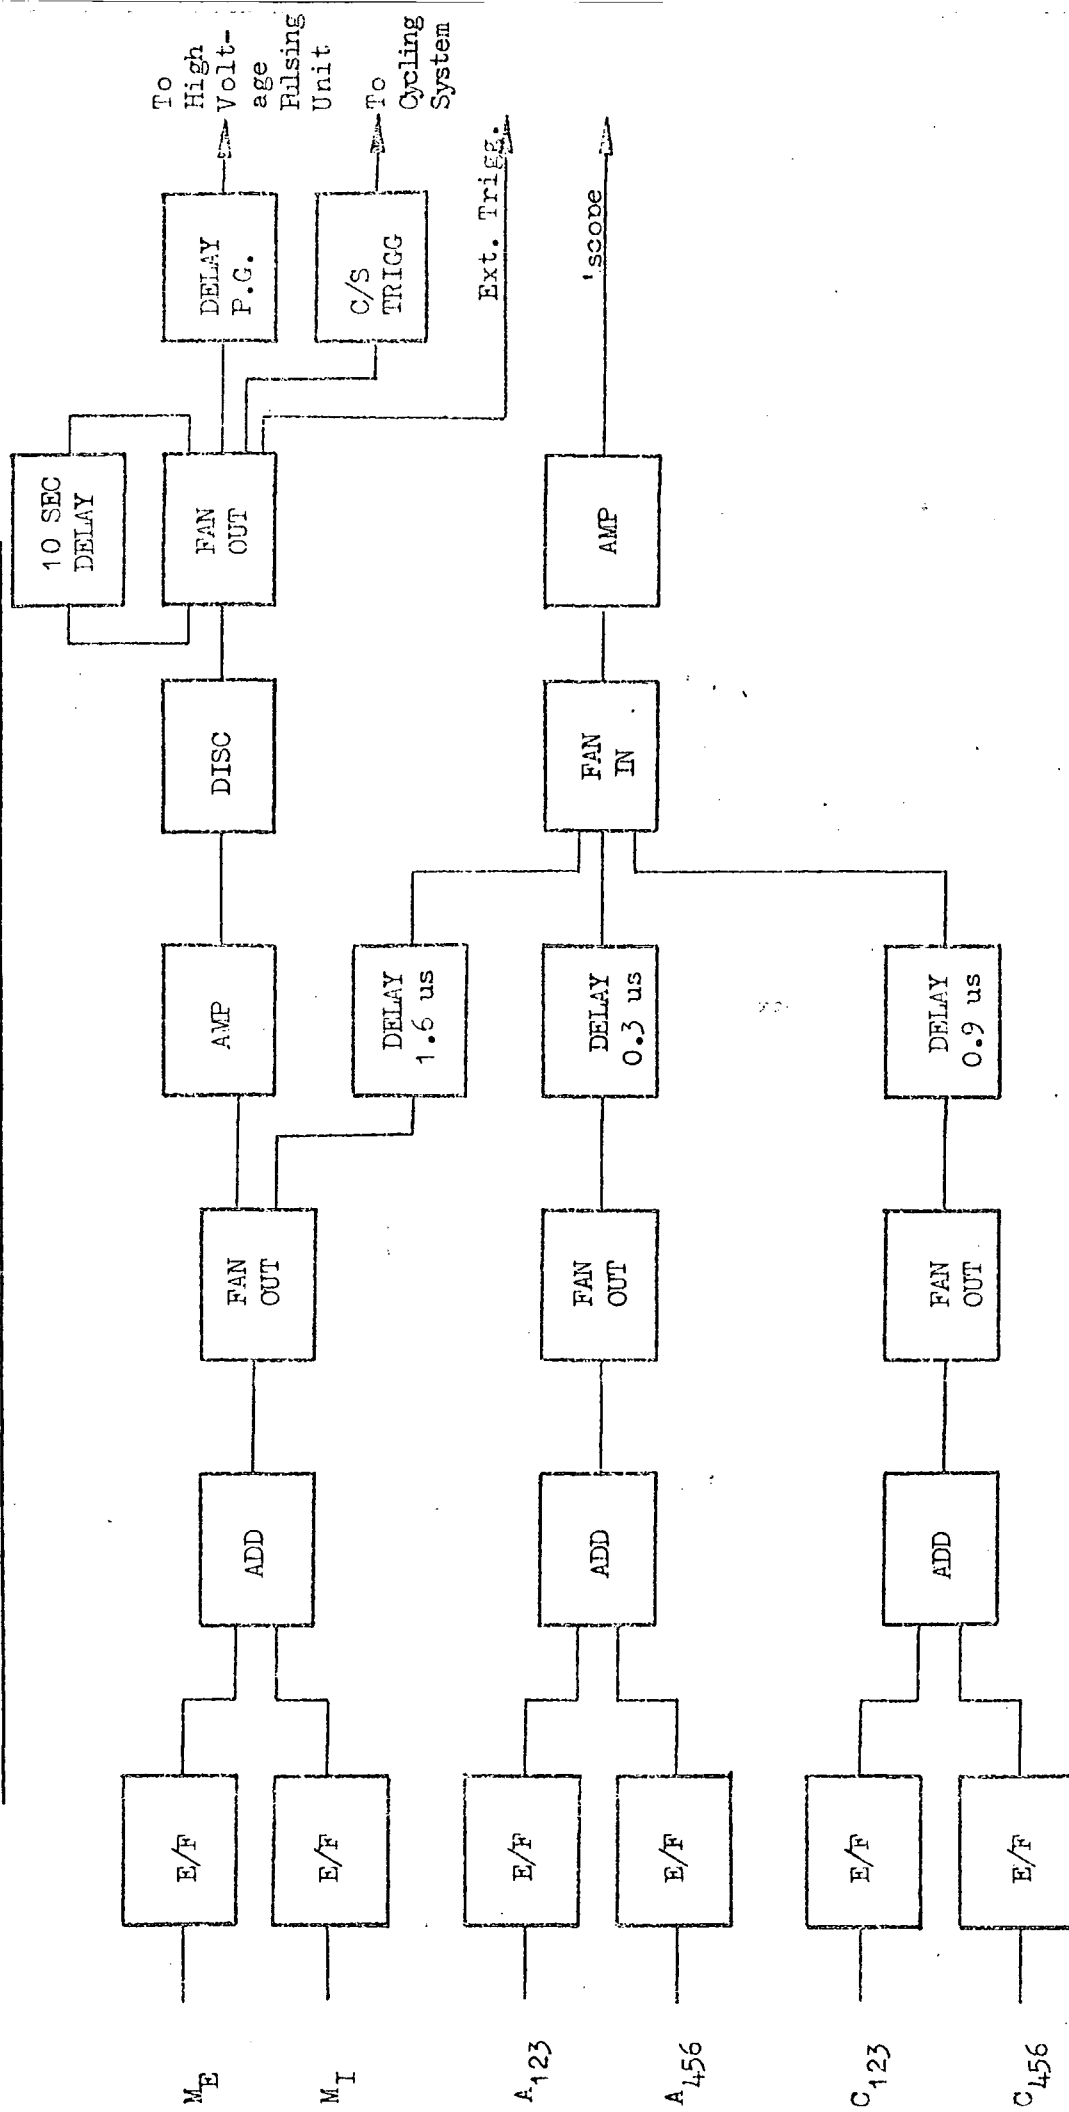 To
High
Volt-
age
Pulsing
Unit
To
Cycling
System
Ext. Trigg.
'scope
10 SEC
DELAY
FAN
OUT
DELAY
P.G.
C/S
TRIGG
DISC
AMP
FAN
OUT
ADD
E/F
E/F
M_E
M_I
DELAY
1.6 us
AMP
FAN
IN
DELAY
0.3 us
FAN
OUT
ADD
E/F
E/F
A_123
A_456
DELAY
0.9 us
FAN
OUT
ADD
E/F
E/F
C_123
C_456